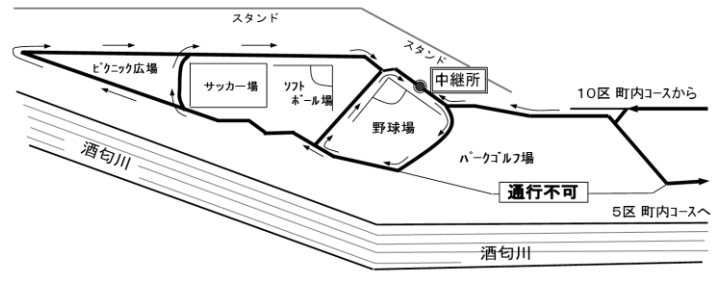 スタンド
スタンド
ピクニック広場
サッカー場
ソフト
ボール場
中継所
10区 町内コースから
野球場
パークゴルフ場
通行不可
5区 町内コースへ
酒匂川
酒匂川